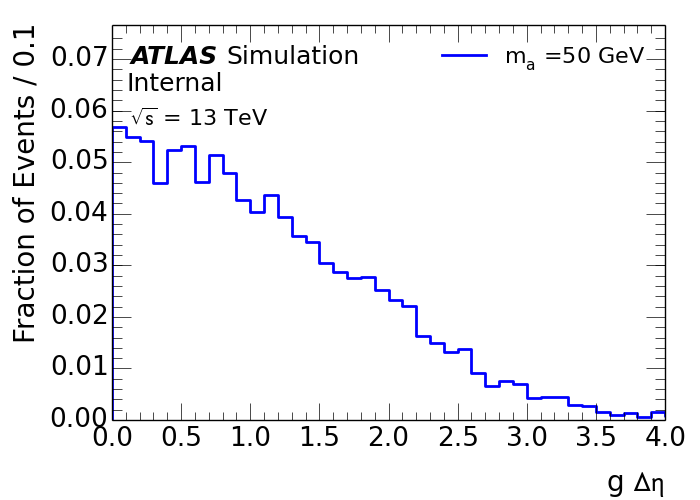 Fraction of Events / 0.1
0.07
0.06
0.05
0.04
0.03
0.02
0.01
0.00
ATLAS Simulation
Internal
√s = 13 TeV
mₐ =50 GeV
0.0 0.5 1.0 1.5 2.0 2.5 3.0 3.5 4.0
g Δη